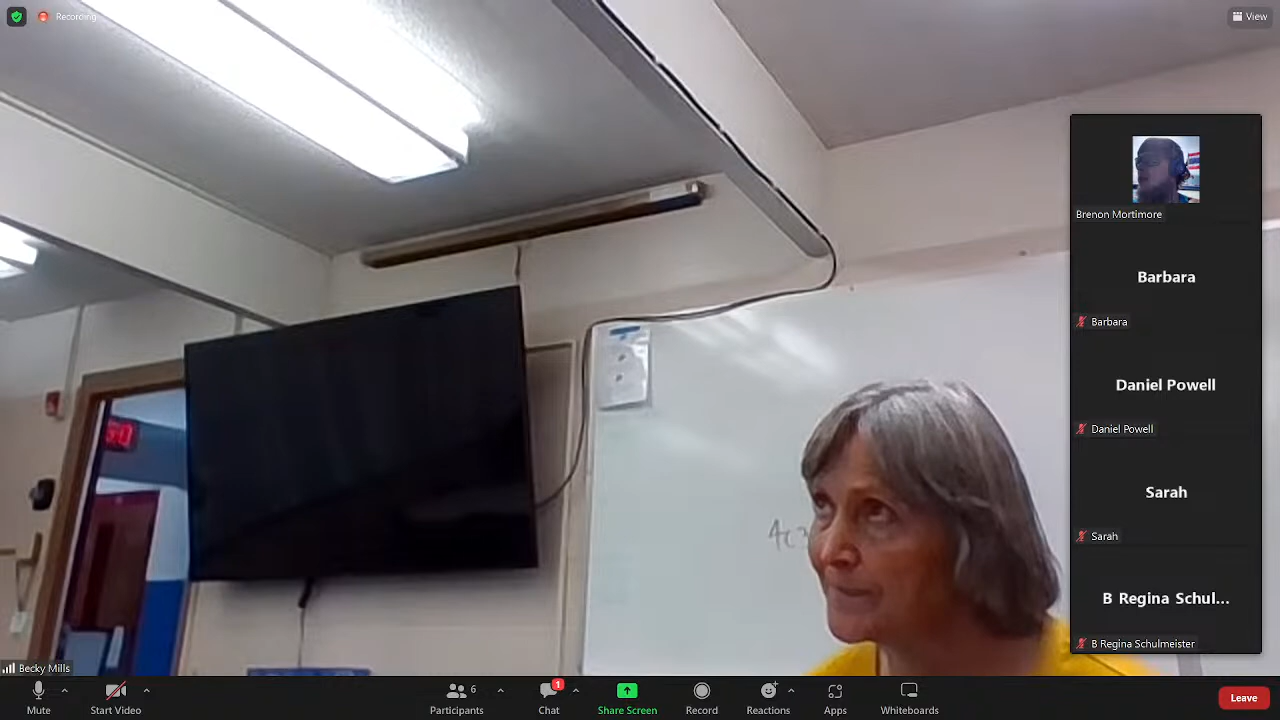 Recording
View
Brenon Mortimore
Barbara
Barbara
Daniel Powell
Daniel Powell
Sarah
Sarah
B Regina Schul...
B Regina Schulmeister
Becky Mills
Mute
Start Video
Participants
6
Chat
1
Share Screen
Record
Reactions
Apps
Whiteboards
Leave